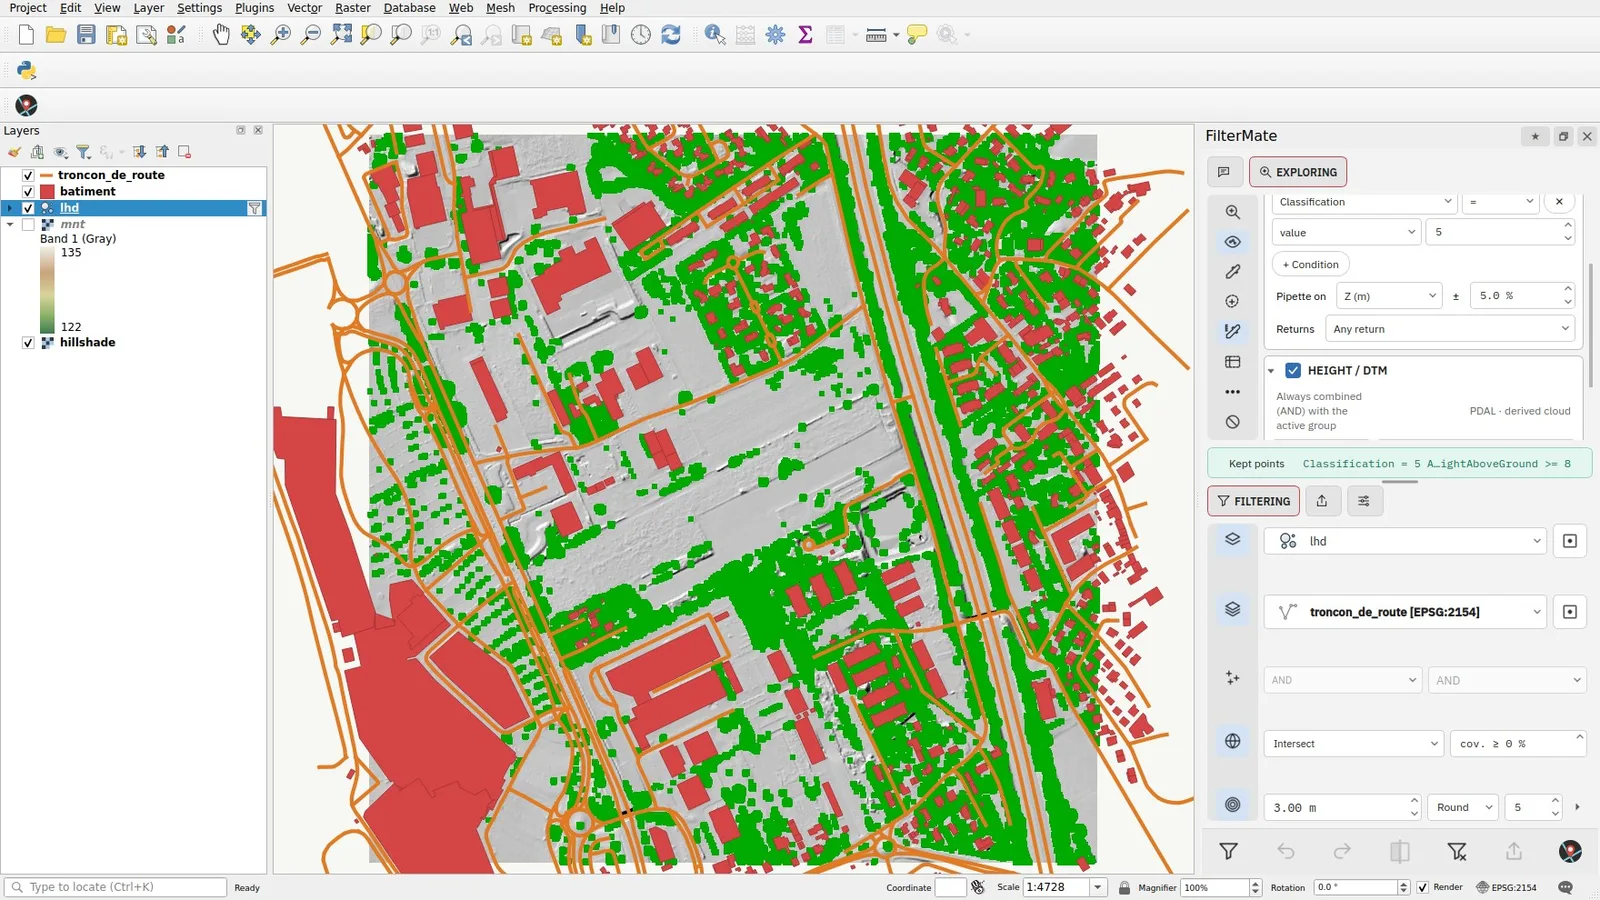 Project Edit View Layer Settings Plugins Vector Raster Database Web Mesh Processing Help
Layers
troncon_de_route
batiment
lhd
mnt
Band 1 (Gray)
135
122
hillshade
FilterMate
EXPLORING
Classification =
value 5
+ Condition
Pipette on Z (m) ± 5.0 %
Returns Any return
HEIGHT / DTM
Always combined
(AND) with the
active group
PDAL · derived cloud
Kept points Classification = 5 A…ightAboveGround >= 8
FILTERING
lhd
troncon_de_route [EPSG:2154]
AND AND
Intersect cov. ≥ 0 %
3.00 m Round 5
Type to locate (Ctrl+K) Ready Coordinate Scale 1:4728 Magnifier 100% Rotation 0.0 ° Render EPSG:2154